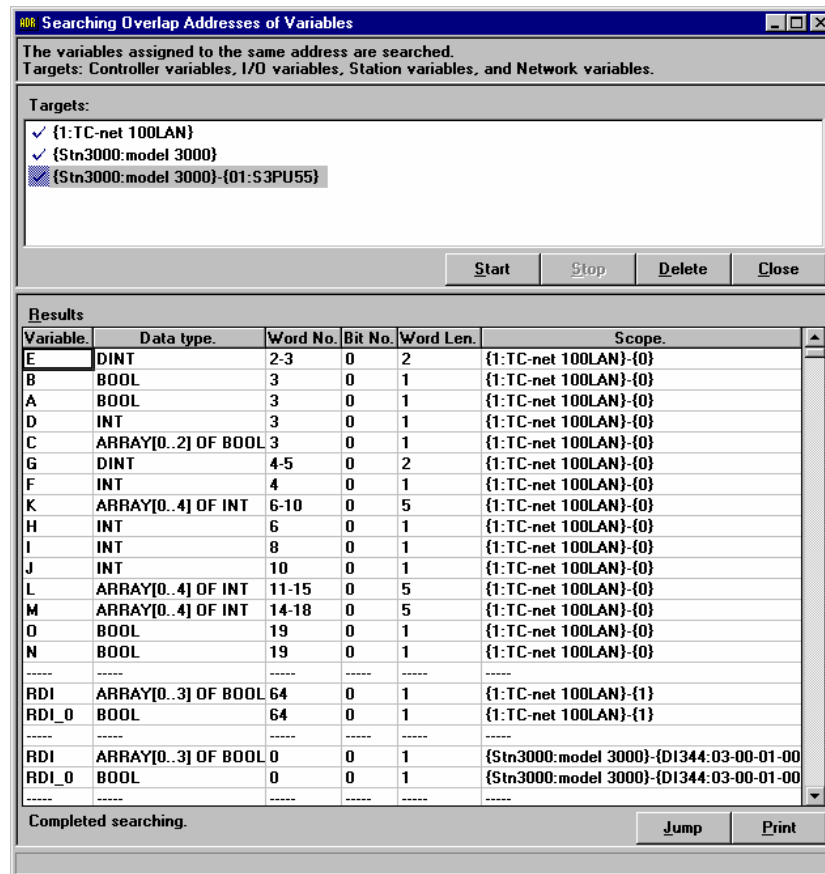 ADR Searching Overlap Addresses of Variables
The variables assigned to the same address are searched.
Targets: Controller variables, I/O variables, Station variables, and Network variables.
Targets:
{1:TC-net 100LAN}
{Stn3000:model 3000}
{Stn3000:model 3000}-{01:S3PU55}
Start Stop Delete Close
Results
Variable. Data type. Word No. Bit No. Word Len. Scope.
E DINT 2-3 0 2 {1:TC-net 100LAN}-{0}
B BOOL 3 0 1 {1:TC-net 100LAN}-{0}
A BOOL 3 0 1 {1:TC-net 100LAN}-{0}
D INT 3 0 1 {1:TC-net 100LAN}-{0}
C ARRAY[0..2] OF BOOL 3 0 1 {1:TC-net 100LAN}-{0}
G DINT 4-5 0 2 {1:TC-net 100LAN}-{0}
F INT 4 0 1 {1:TC-net 100LAN}-{0}
K ARRAY[0..4] OF INT 6-10 0 5 {1:TC-net 100LAN}-{0}
H INT 6 0 1 {1:TC-net 100LAN}-{0}
I INT 8 0 1 {1:TC-net 100LAN}-{0}
J INT 10 0 1 {1:TC-net 100LAN}-{0}
L ARRAY[0..4] OF INT 11-15 0 5 {1:TC-net 100LAN}-{0}
M ARRAY[0..4] OF INT 14-18 0 5 {1:TC-net 100LAN}-{0}
O BOOL 19 0 1 {1:TC-net 100LAN}-{0}
N BOOL 19 0 1 {1:TC-net 100LAN}-{0}
----- ----- ----- ----- ----- -----
RDI ARRAY[0..3] OF BOOL 64 0 1 {1:TC-net 100LAN}-{1}
RDI_0 BOOL 64 0 1 {1:TC-net 100LAN}-{1}
----- ----- ----- ----- ----- -----
RDI ARRAY[0..3] OF BOOL 0 0 1 {Stn3000:model 3000}-{DI344:03-00-01-00
RDI_0 BOOL 0 0 1 {Stn3000:model 3000}-{DI344:03-00-01-00
----- ----- ----- ----- ----- -----
Completed searching.
Jump Print